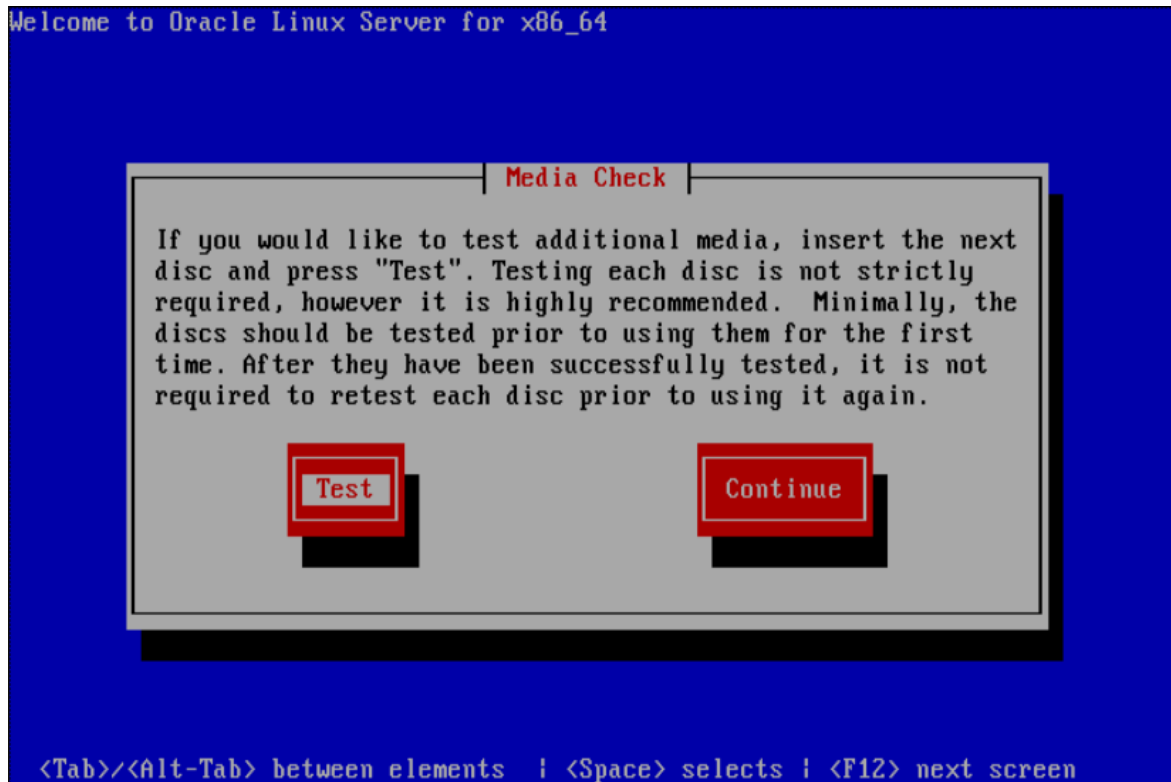 Welcome to Oracle Linux Server for x86_64
Media Check
If you would like to test additional media, insert the next
disc and press "Test". Testing each disc is not strictly
required, however it is highly recommended.  Minimally, the
discs should be tested prior to using them for the first
time. After they have been successfully tested, it is not
required to retest each disc prior to using it again.
Test Continue
<Tab>/<Alt-Tab> between elements  | <Space> selects | <F12> next screen